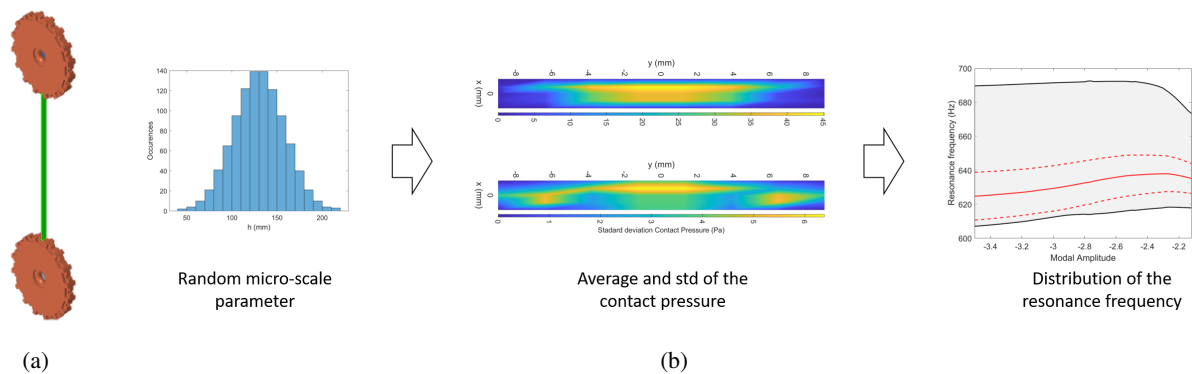 140
120
100
80
60
40
20
0
Occurences
50
100
150
200
h (mm)
Random micro-scale
parameter
y (mm)
-8 -6 -4 -2 0 2 4 6 8
x (mm)
0
0 5 10 15 20 25 30 35 40 45
y (mm)
-8 -6 -4 -2 0 2 4 6 8
x (mm)
0
0 1 2 3 4 5 6
Stadard deviation Contact Pressure (Pa)
Average and std of the
contact pressure
700
680
660
640
620
600
Resonance frequency (Hz)
-3.4 -3.2 -3 -2.8 -2.6 -2.4 -2.2
Modal Amplitude
Distribution of the
resonance frequency
(a)
(b)